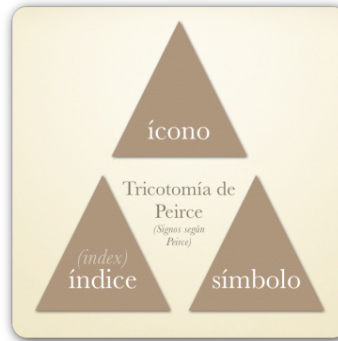 ícono
Tricotomía de
Peirce
(Signos según
Peirce)
(index)
índice
símbolo